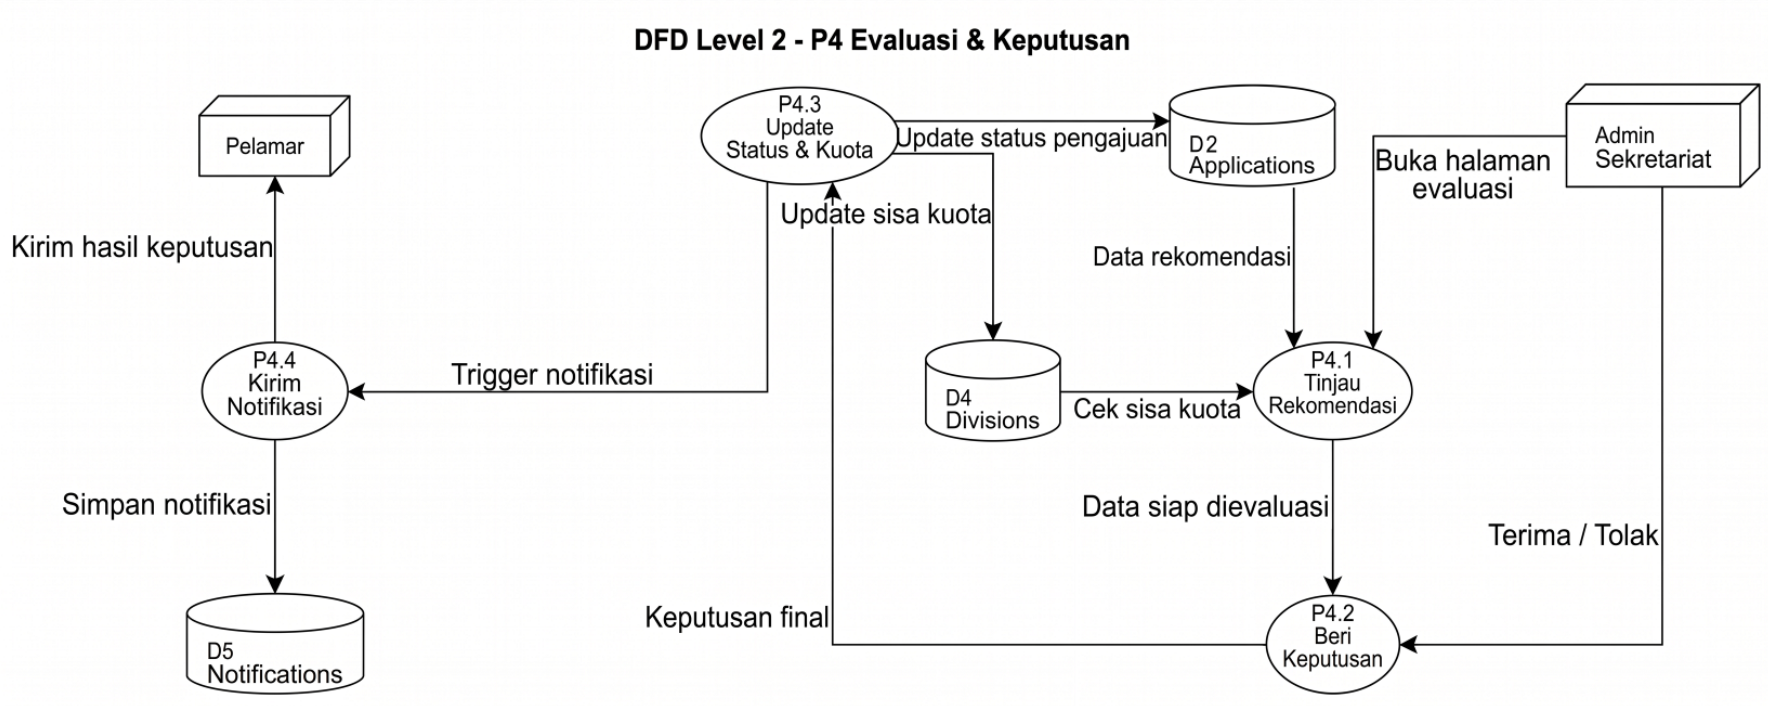 DFD Level 2 - P4 Evaluasi & Keputusan
Pelamar
P4.3
Update
Status & Kuota
Update status pengajuan
D2
Applications
Admin
Sekretariat
Buka halaman
evaluasi
Update sisa kuota
Kirim hasil keputusan
Data rekomendasi
P4.4
Kirim
Notifikasi
Trigger notifikasi
D4
Divisions
Cek sisa kuota
P4.1
Tinjau
Rekomendasi
Simpan notifikasi
Data siap dievaluasi
Terima / Tolak
Keputusan final
P4.2
Beri
Keputusan
D5
Notifications